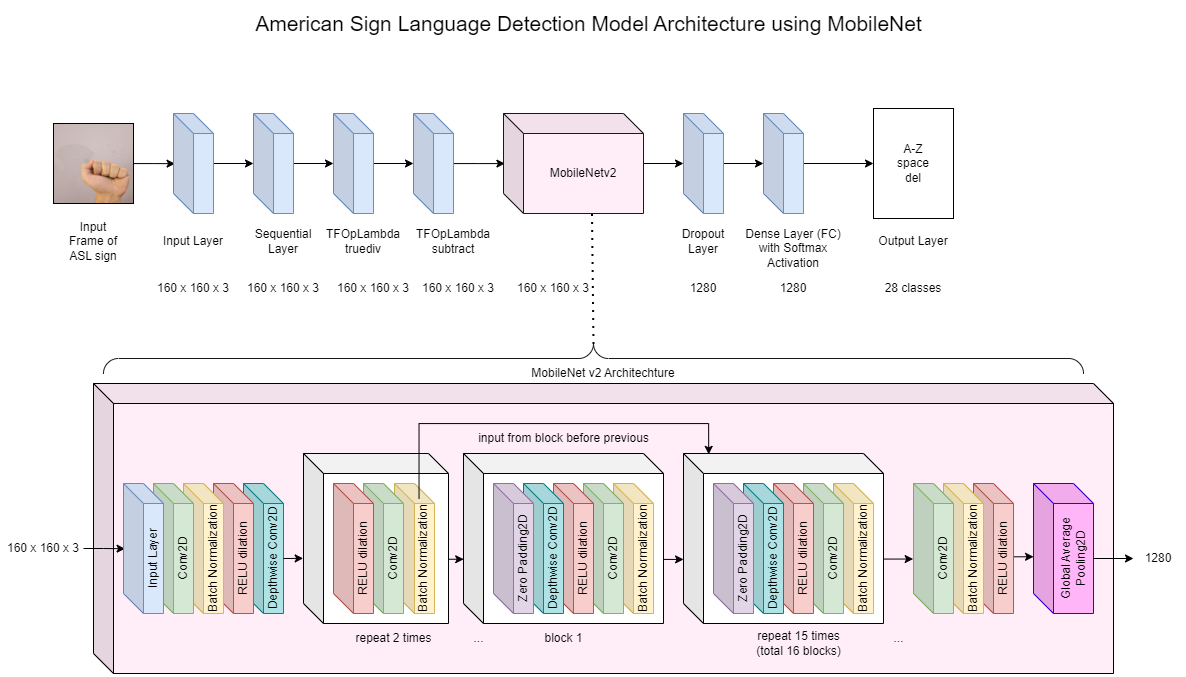 American Sign Language Detection Model Architecture using MobileNet
A-Z
space
del
MobileNetv2
Input
Frame of
ASL sign
Input Layer
Sequential
Layer
TFOpLambda
truediv
TFOpLambda
subtract
Dropout
Layer
Dense Layer (FC)
with Softmax
Activation
Output Layer
160 x 160 x 3
160 x 160 x 3
160 x 160 x 3
160 x 160 x 3
160 x 160 x 3
1280
1280
28 classes
MobileNet v2 Architechture
input from block before previous
160 x 160 x 3
Input Layer
Conv2D
Batch Normalization
RELU dilation
Depthwise Conv2D
RELU dilation
Conv2D
Batch Normalization
Zero Padding2D
Depthwise Conv2D
RELU dilation
Conv2D
Batch Normalization
Zero Padding2D
Depthwise Conv2D
RELU dilation
Conv2D
Batch Normalization
Conv2D
Batch Normalization
RELU dilation
Global Average
Pooling2D
1280
repeat 2 times
...
block 1
repeat 15 times
(total 16 blocks)
...